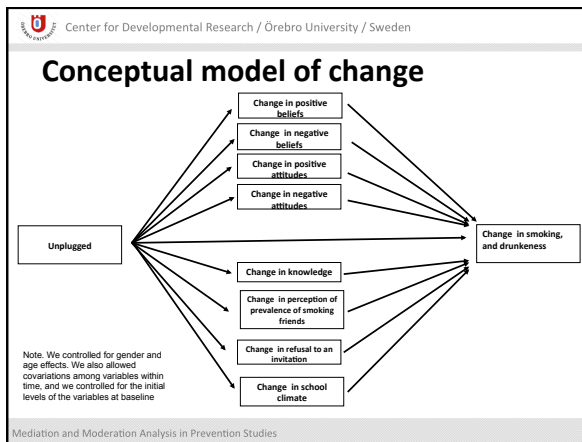 ÖREBRO UNIVERSITET
Center for Developmental Research / Örebro University / Sweden
Conceptual model of change
Change in positive
beliefs
Change in negative
beliefs
Change in positive
attitudes
Change in negative
attitudes
Unplugged
Change in smoking,
and drunkeness
Change in knowledge
Change in perception of
prevalence of smoking
friends
Change in refusal to an
invitation
Change in school
climate
Note. We controlled for gender and
age effects. We also allowed
covariations among variables within
time, and we controlled for the initial
levels of the variables at baseline
Mediation and Moderation Analysis in Prevention Studies